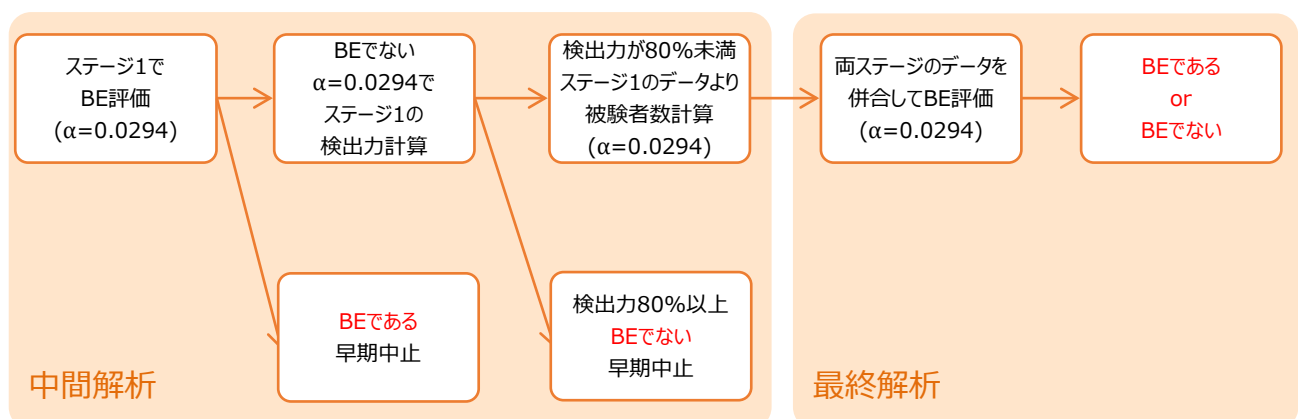 ステージ1で
BE評価
(α=0.0294)
BEでない
α=0.0294で
ステージ1の
検出力計算
検出力が80%未満
ステージ1のデータより
被験者数計算
(α=0.0294)
両ステージのデータを
併合してBE評価
(α=0.0294)
BEである
or
BEでない
BEである
早期中止
検出力80%以上
BEでない
早期中止
中間解析
最終解析